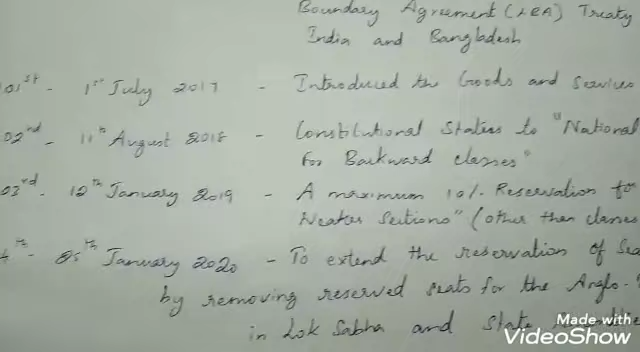 Boundary Agreement (LBA) Treaty
India and Bangladesh
01st - 1st July 2017 - Introduced the Goods and Services
02nd - 11th August 2018 - Constitutional Status to "National
For Backward classes"
03rd - 12th January 2019 - A maximum 10% Reservation for
Weaker Sections" (other than classes
4th - 25th January 2020 - To extend the reservation of Sea
by removing reserved seats for the Anglo-
in Lok Sabha and State
Made with
VideoShow